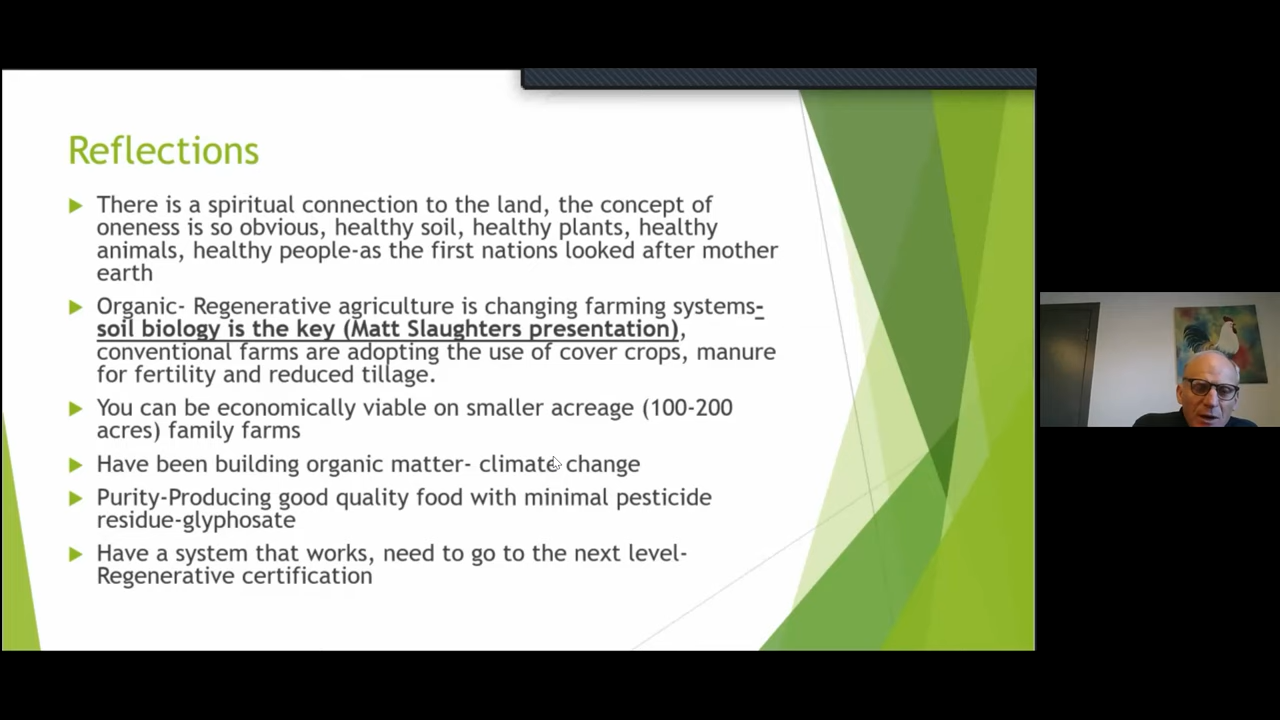 Reflections
There is a spiritual connection to the land, the concept of
oneness is so obvious, healthy soil, healthy plants, healthy
animals, healthy people-as the first nations looked after mother
earth
Organic- Regenerative agriculture is changing farming systems-
soil biology is the key (Matt Slaughters presentation),
conventional farms are adopting the use of cover crops, manure
for fertility and reduced tillage.
You can be economically viable on smaller acreage (100-200
acres) family farms
Have been building organic matter- climate change
Purity-Producing good quality food with minimal pesticide
residue-glyphosate
Have a system that works, need to go to the next level-
Regenerative certification